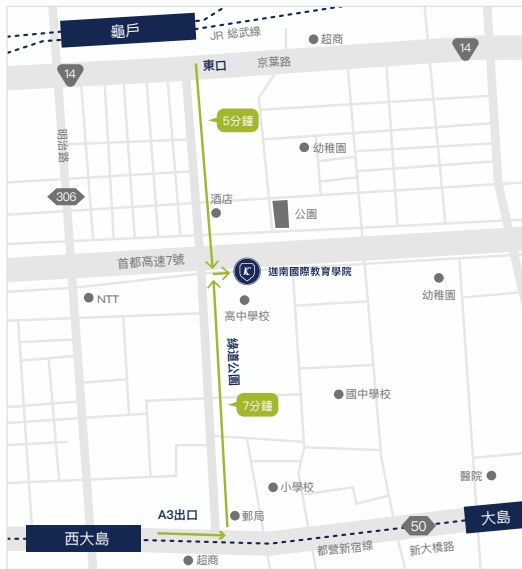 龜戶
JR 総武線
超商
14
14
東口
京葉路
5分鐘
明治路
幼稚園
306
酒店
公園
首都高速7號
迦南國際教育學院
NTT
高中學校
幼稚園
綠道公園
國中學校
7分鐘
醫院
小學校
A3出口
郵局
50
大島
西大島
都營新宿線
新大橋路
超商